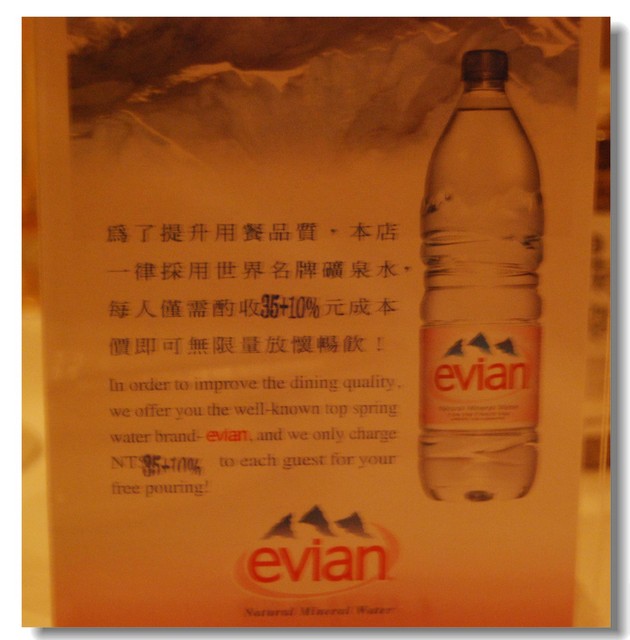 為了提升用餐品質，本店
一律採用世界名牌礦泉水，
每人僅需酌收35+10%元成本
價即可無限量放懷暢飲！
In order to improve the dining quality,
we offer you the well-known top spring
water brand- evian, and we only charge
NT$35+10% to each guest for your
free pouring!
evian
Natural Mineral Water
evian
Natural Mineral Water